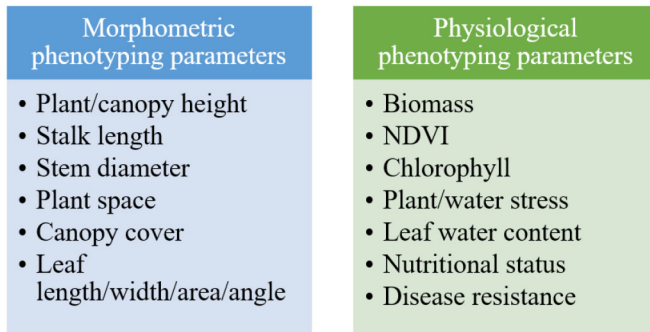 Morphometric
phenotyping parameters
• Plant/canopy height
• Stalk length
• Stem diameter
• Plant space
• Canopy cover
• Leaf
length/width/area/angle
Physiological
phenotyping parameters
• Biomass
• NDVI
• Chlorophyll
• Plant/water stress
• Leaf water content
• Nutritional status
• Disease resistance